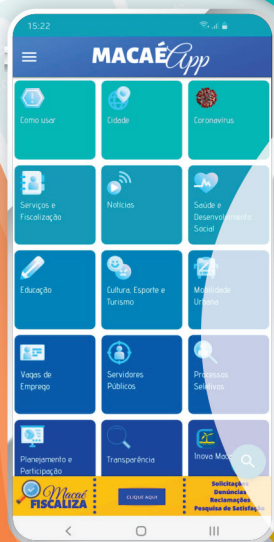 15:22
MACAÉ App
Como usar
Cidade
Coronavírus
Serviços e
Fiscalização
Notícias
Saúde e
Desenvolvimento
Social
Educação
Cultura, Esporte e
Turismo
Mobilidade
Urbana
Vagas de
Emprego
Servidores
Públicos
Processos
Seletivos
Planejamento e
Participação
Transparência
Inova Macaé
Macaé
FISCALIZA
CLIQUE AQUI
Solicitações
Denúncias
Reclamações
Pesquisa de Satisfação